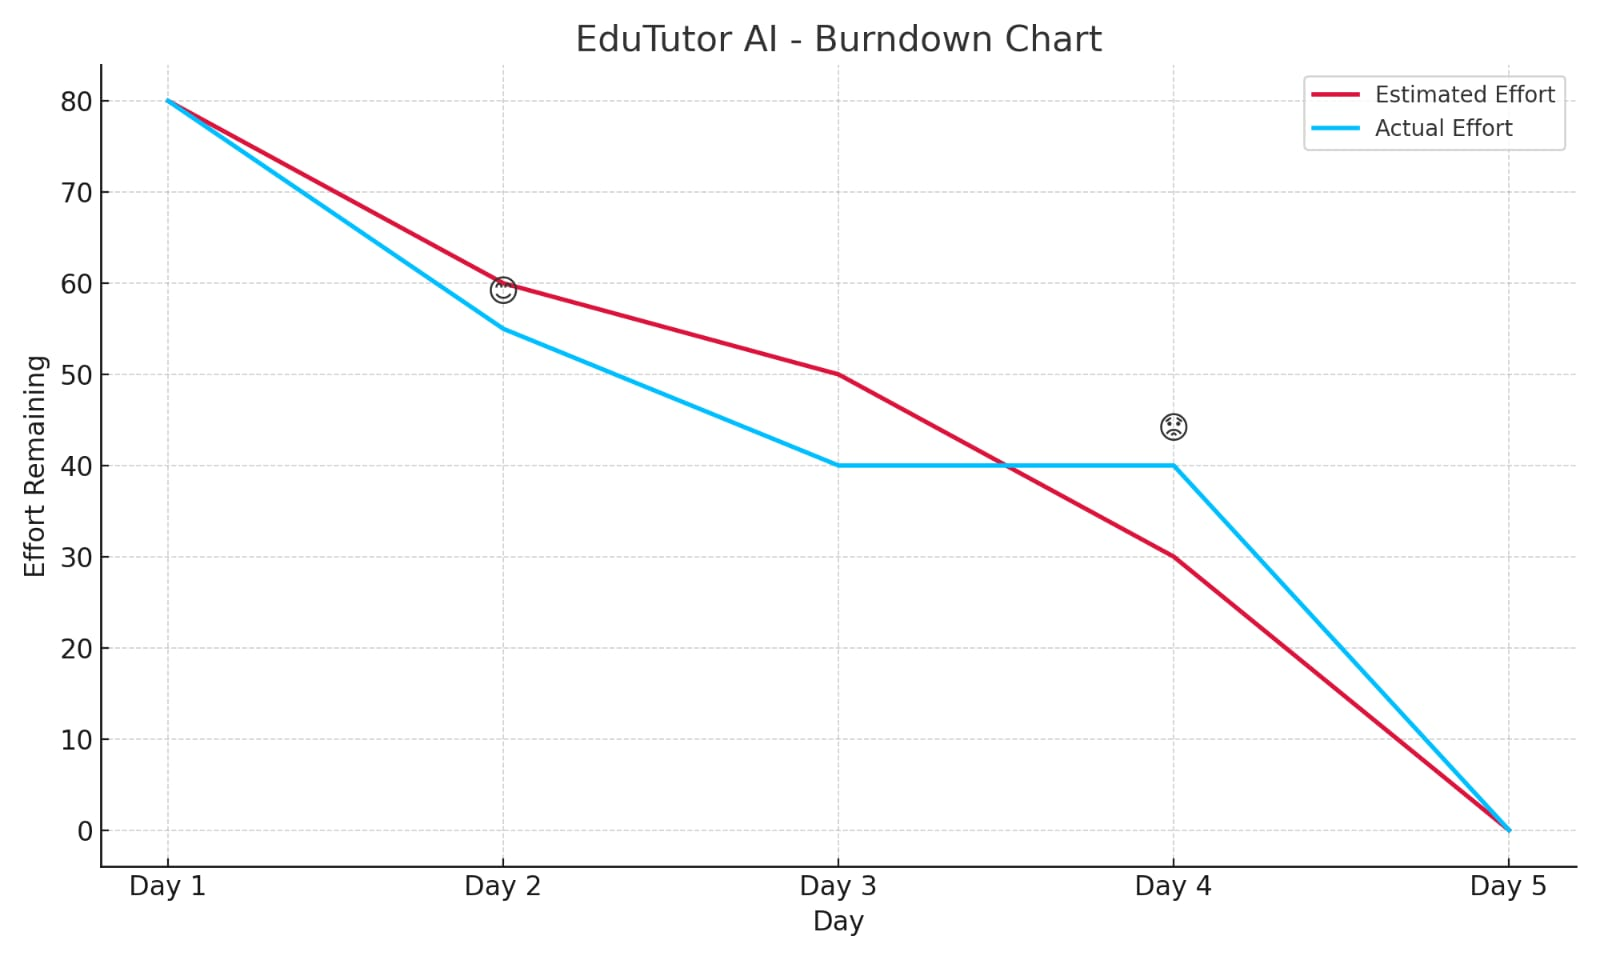 EduTutor AI - Burndown Chart
Estimated Effort
Actual Effort
80
70
60
50
40
30
20
10
0
Effort Remaining
Day 1
Day 2
Day 3
Day 4
Day 5
Day